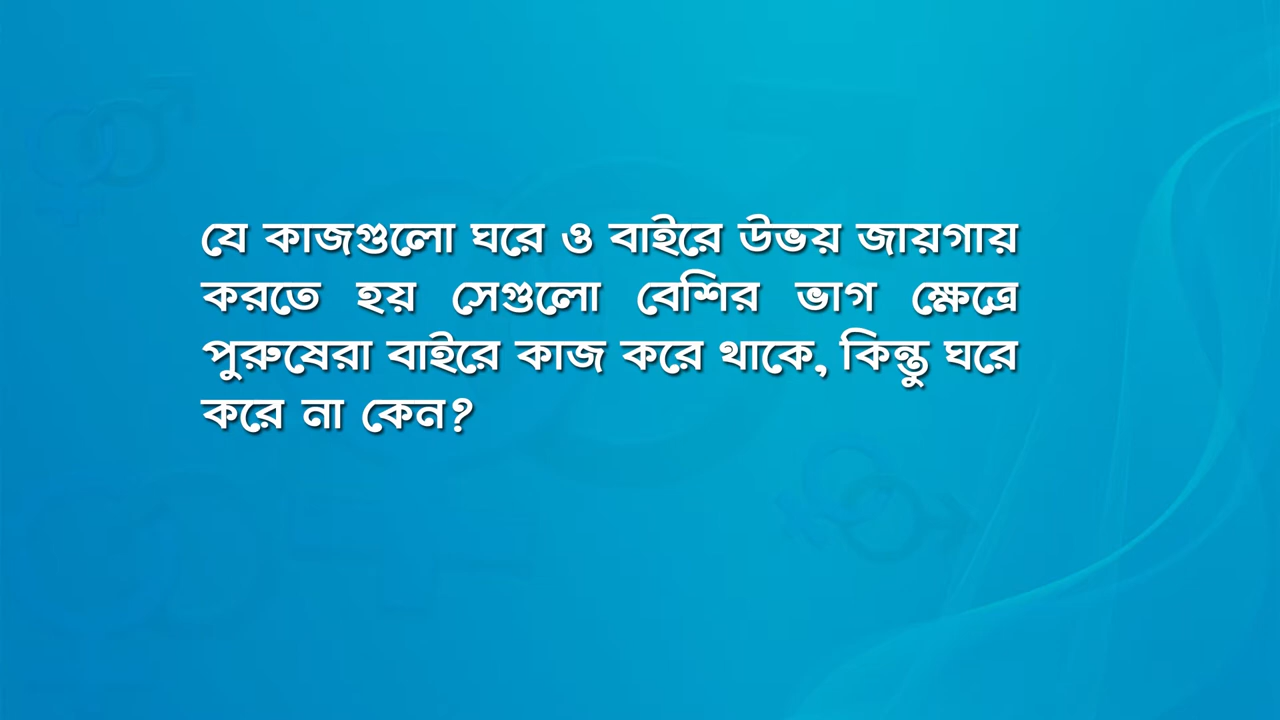 যে কাজগুলো ঘরে ও বাইরে উভয় জায়গায়
করতে হয় সেগুলো বেশির ভাগ ক্ষেত্রে
পুরুষেরা বাইরে কাজ করে থাকে, কিন্তু ঘরে
করে না কেন?